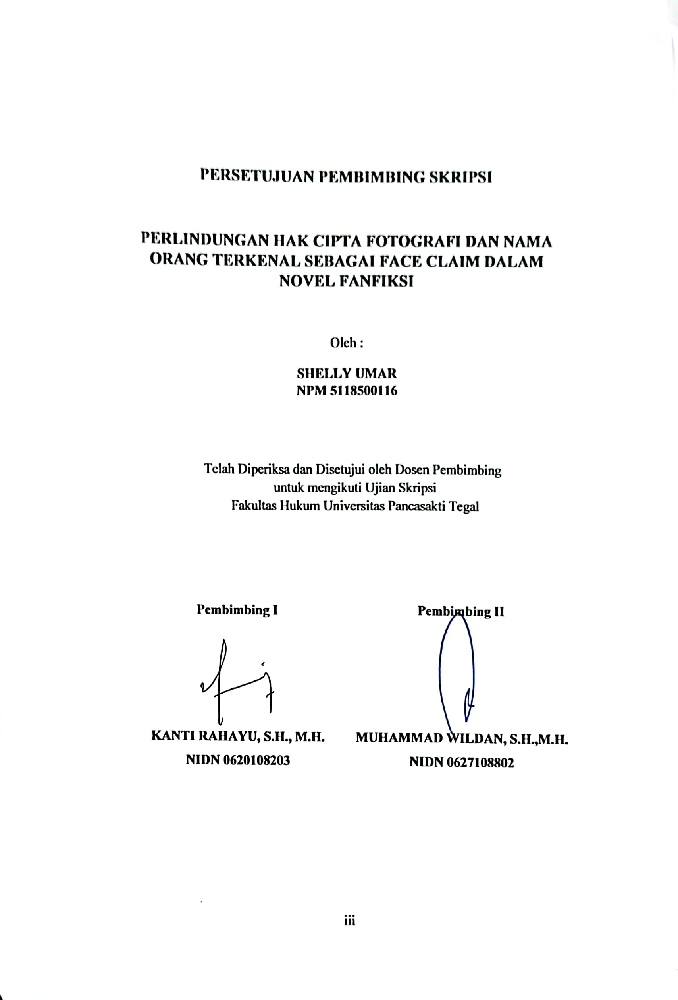 PERSETUJUAN PEMBIMBING SKRIPSI
PERLINDUNGAN HAK CIPTA FOTOGRAFI DAN NAMA
ORANG TERKENAL SEBAGAI FACE CLAIM DALAM
NOVEL FANFIKSI
Oleh :
SHELLY UMAR
NPM 5118500116
Telah Diperiksa dan Disetujui oleh Dosen Pembimbing
untuk mengikuti Ujian Skripsi
Fakultas Hukum Universitas Pancasakti Tegal
Pembimbing I
Pembimbing II
KANTI RAHAYU, S.H., M.H.
MUHAMMAD WILDAN, S.H.,M.H.
NIDN 0620108203
NIDN 0627108802
iii